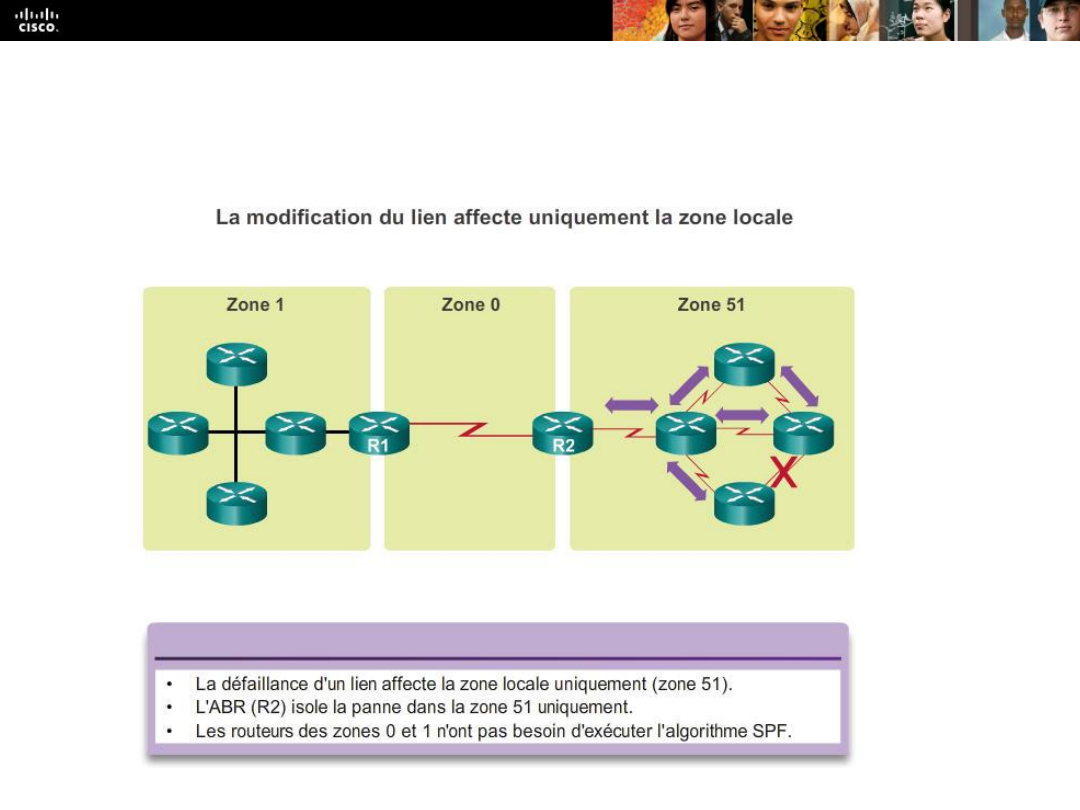 cisco.
La modification du lien affecte uniquement la zone locale
Zone 1
Zone 0
Zone 51
R1
R2
X
• La défaillance d'un lien affecte la zone locale uniquement (zone 51).
• L'ABR (R2) isole la panne dans la zone 51 uniquement.
• Les routeurs des zones 0 et 1 n'ont pas besoin d'exécuter l'algorithme SPF.